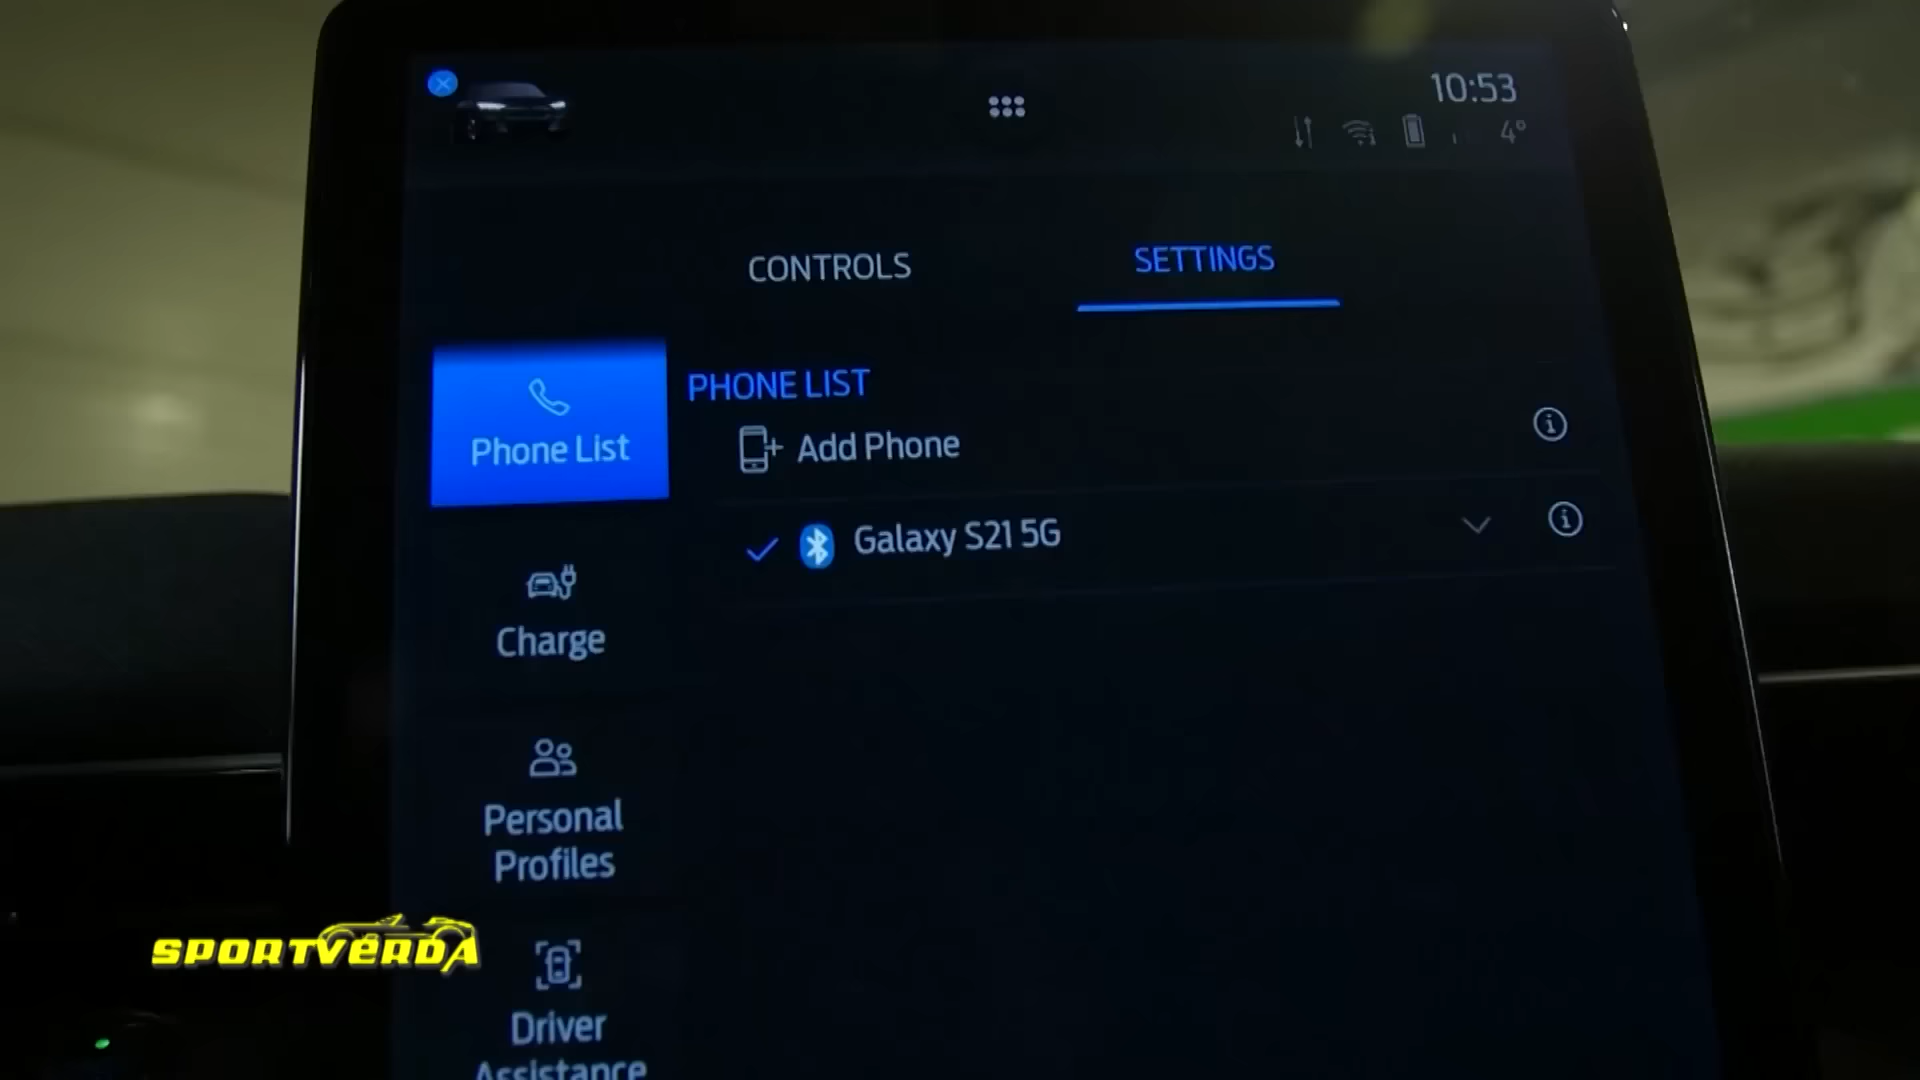 10:53
4°
CONTROLS
SETTINGS
Phone List
PHONE LIST
Add Phone
Galaxy S21 5G
Charge
Personal
Profiles
SPORTVERDA
Driver
Assistance